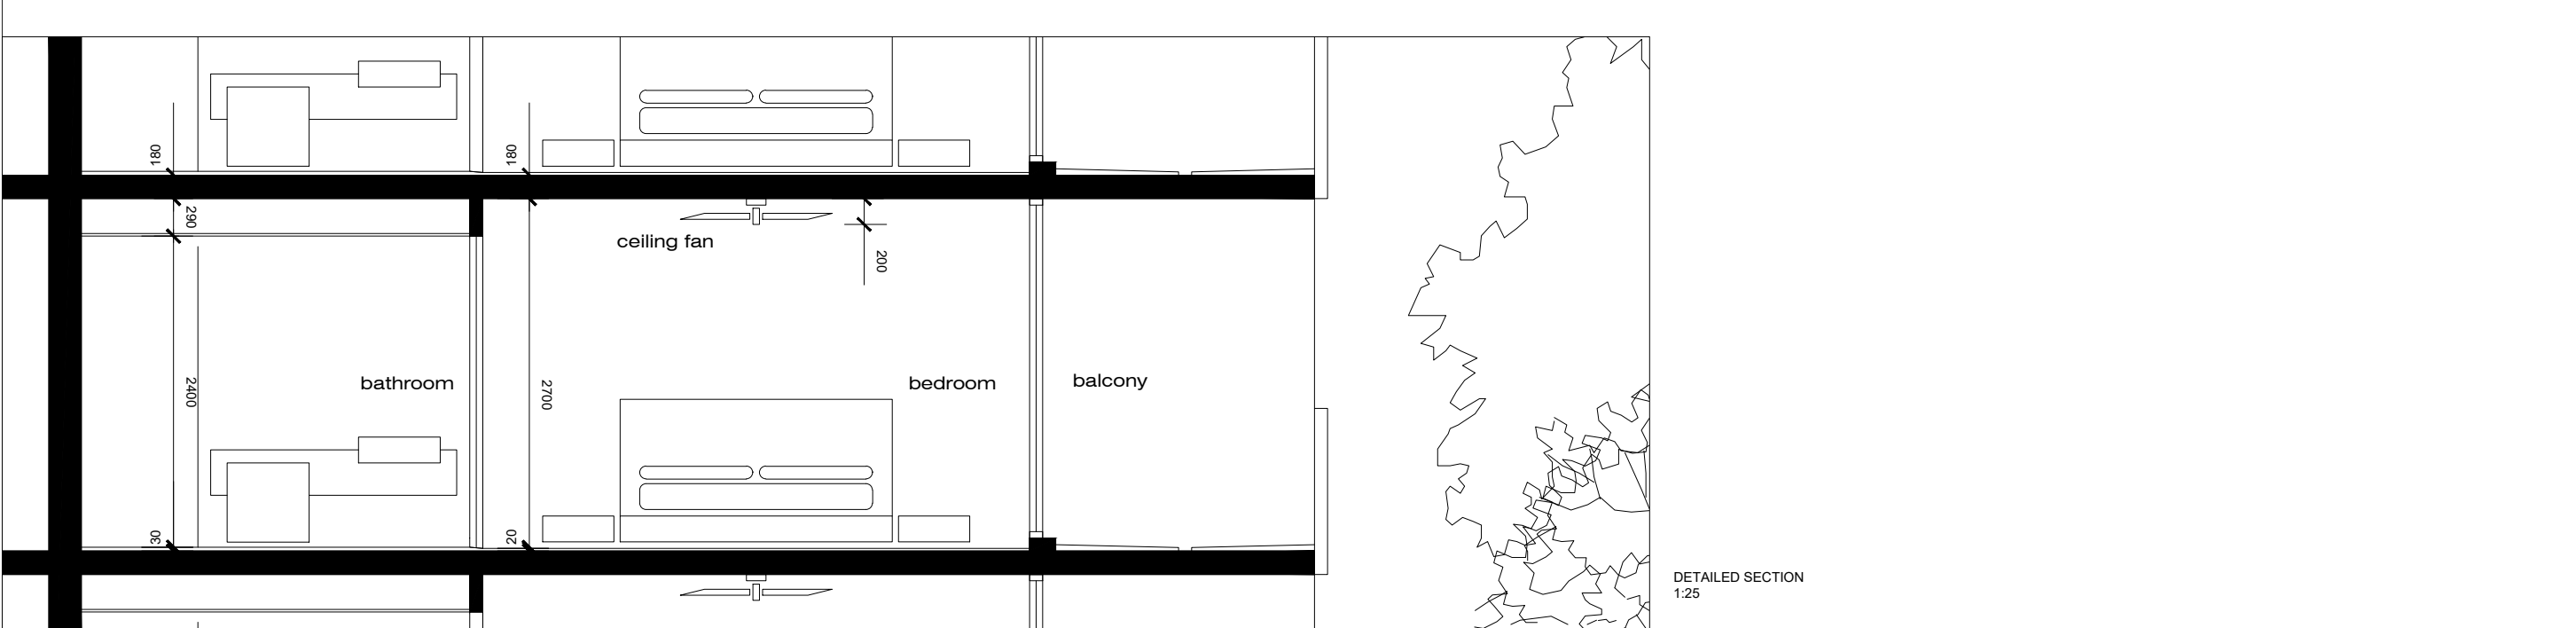 180
180
290
ceiling fan
200
2400
bathroom
2700
bedroom
balcony
30
20
DETAILED SECTION
1:25